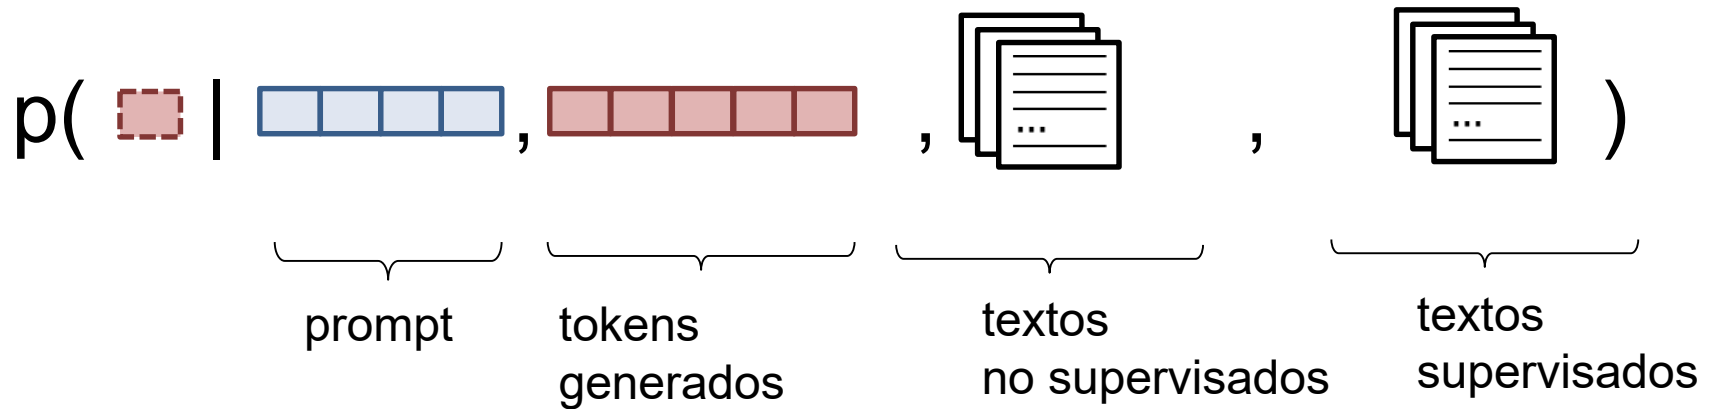 p( | , , ... , ... )
prompt
tokens
generados
textos
no supervisados
textos
supervisados